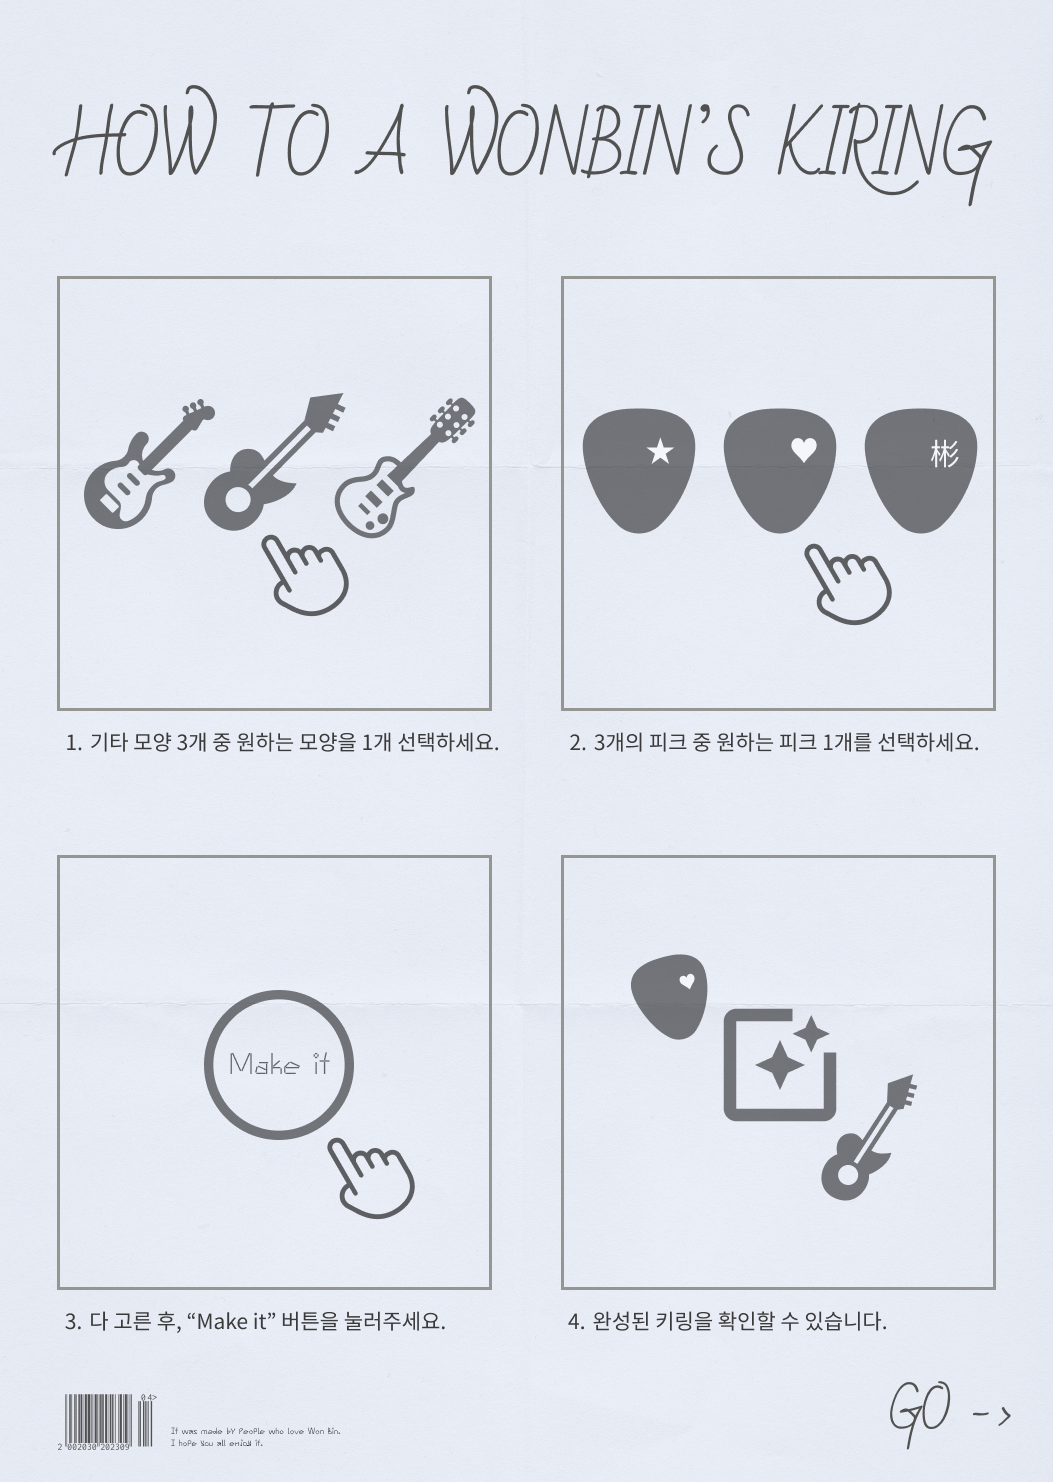 HOW TO A WONBIN'S KIRING
彬
1. 기타 모양 3개 중 원하는 모양을 1개 선택하세요.
2. 3개의 피크 중 원하는 피크 1개를 선택하세요.
Make it
3. 다 고른 후, “Make it” 버튼을 눌러주세요.
4. 완성된 키링을 확인할 수 있습니다.
04>
2 002030 202309
It was made by People who love Won Bin.
I hope You all enjoy it.
GO ->